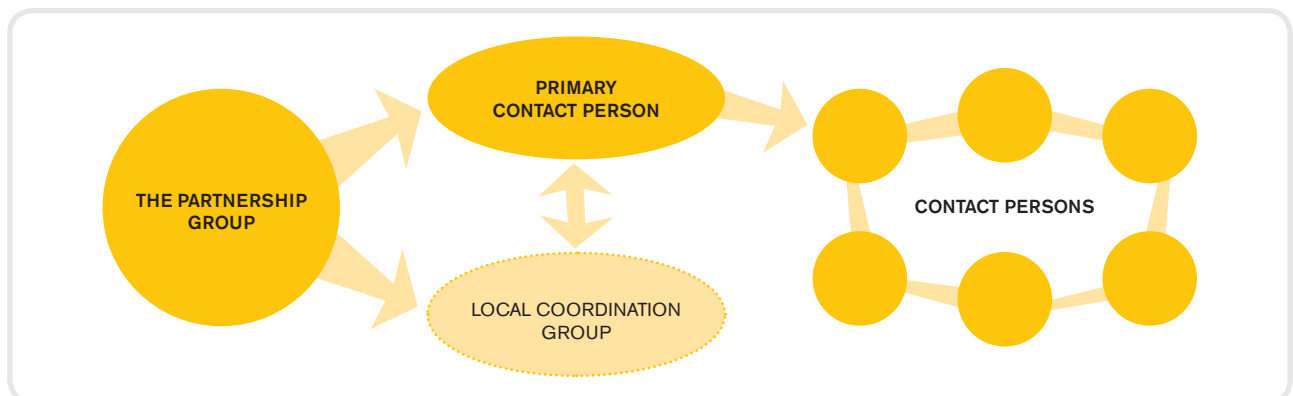 PRIMARY
CONTACT PERSON
THE PARTNERSHIP
GROUP
CONTACT PERSONS
LOCAL COORDINATION
GROUP